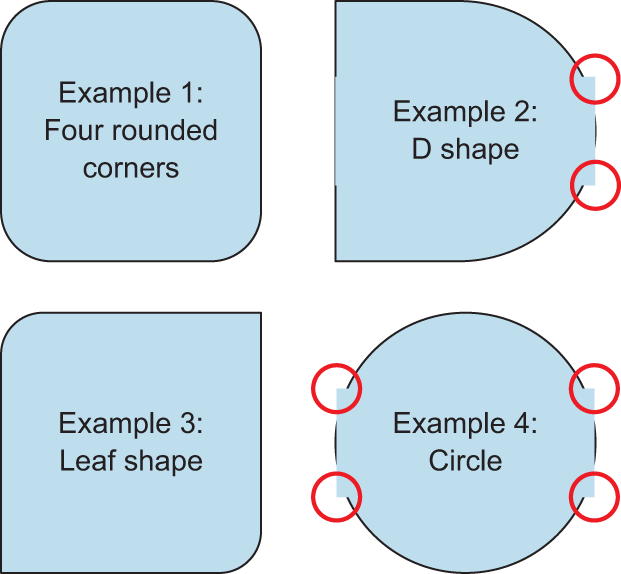 Example 1:
Four rounded
corners
Example 2:
D shape
Example 3:
Leaf shape
Example 4:
Circle